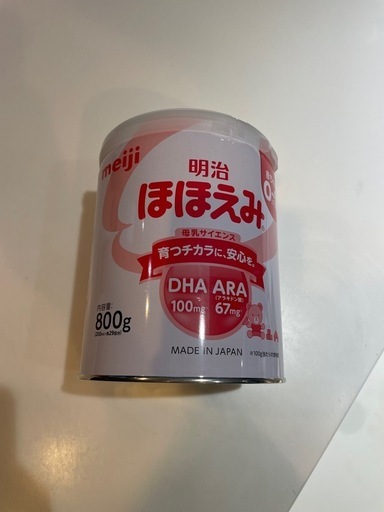 meiji
明治
ほほえみ
母乳サイエンス
育つチカラに、安心を。
DHA ARA
(アラキドン酸)
100mg 67mg
内容量:
800g
MADE IN JAPAN